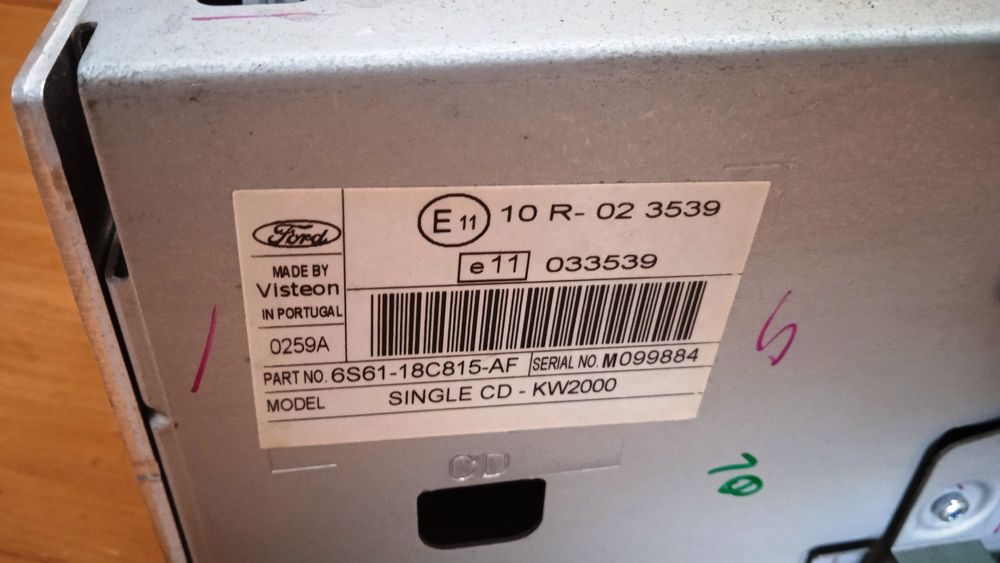 Ford
MADE BY
Visteon
IN PORTUGAL
0259A
E 11 10 R- 02 3539
e11 033539
PART NO. 6S61-18C815-AF SERIAL NO. M099884
MODEL SINGLE CD - KW2000
CD